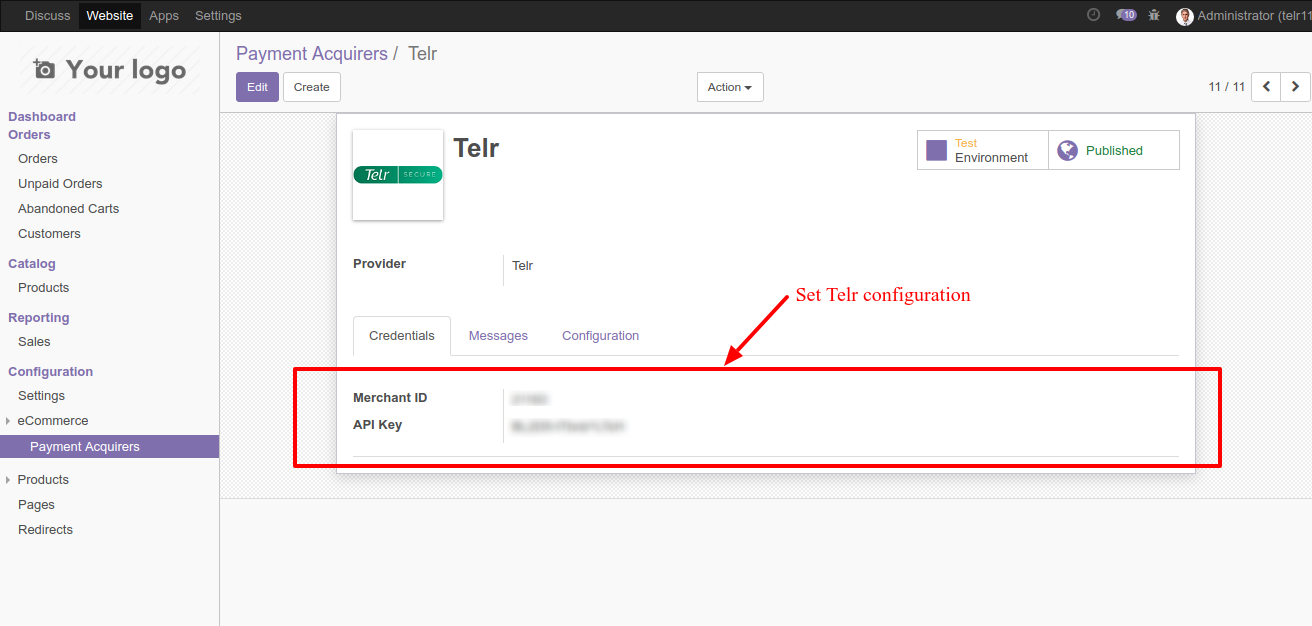 Discuss Website Apps Settings 10 Administrator (telr11
Your logo
Payment Acquirers / Telr
Edit Create Action 11 / 11
Dashboard
Orders
Orders
Unpaid Orders
Abandoned Carts
Customers
Catalog
Products
Reporting
Sales
Configuration
Settings
eCommerce
Payment Acquirers
Products
Pages
Redirects
Telr SECURE
Telr
Test
Environment
Published
Provider Telr
Set Telr configuration
Credentials Messages Configuration
Merchant ID
API Key